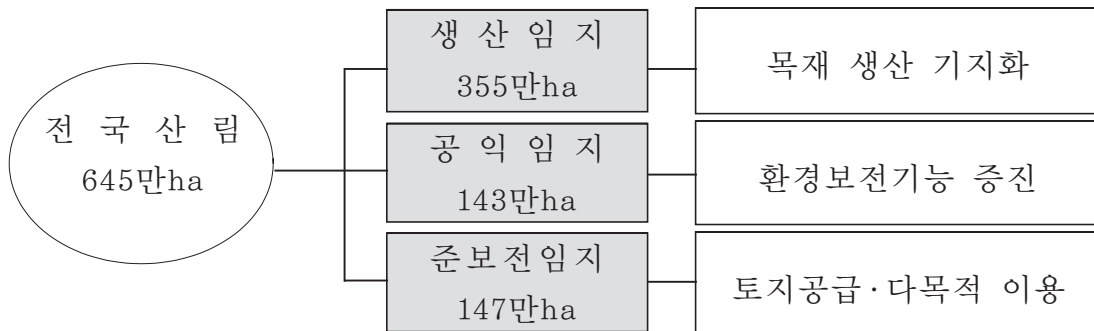 전 국 산 림
645만ha
생 산 임 지
355만ha
목재 생산 기지화
공 익 임 지
143만ha
환경보전기능 증진
준보전임지
147만ha
토지공급·다목적 이용